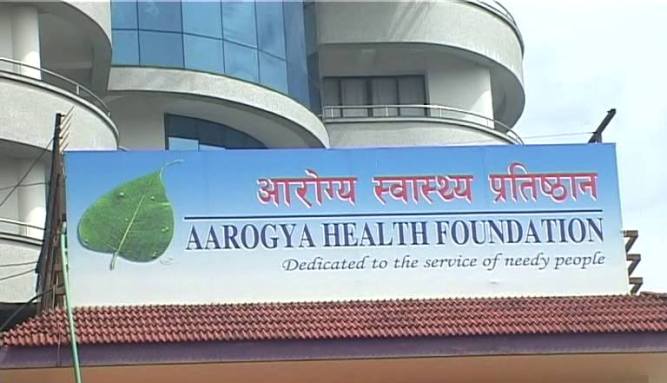 आरोग्य स्वास्थ्य प्रतिष्ठान
AAROGYA HEALTH FOUNDATION
Dedicated to the service of needy people